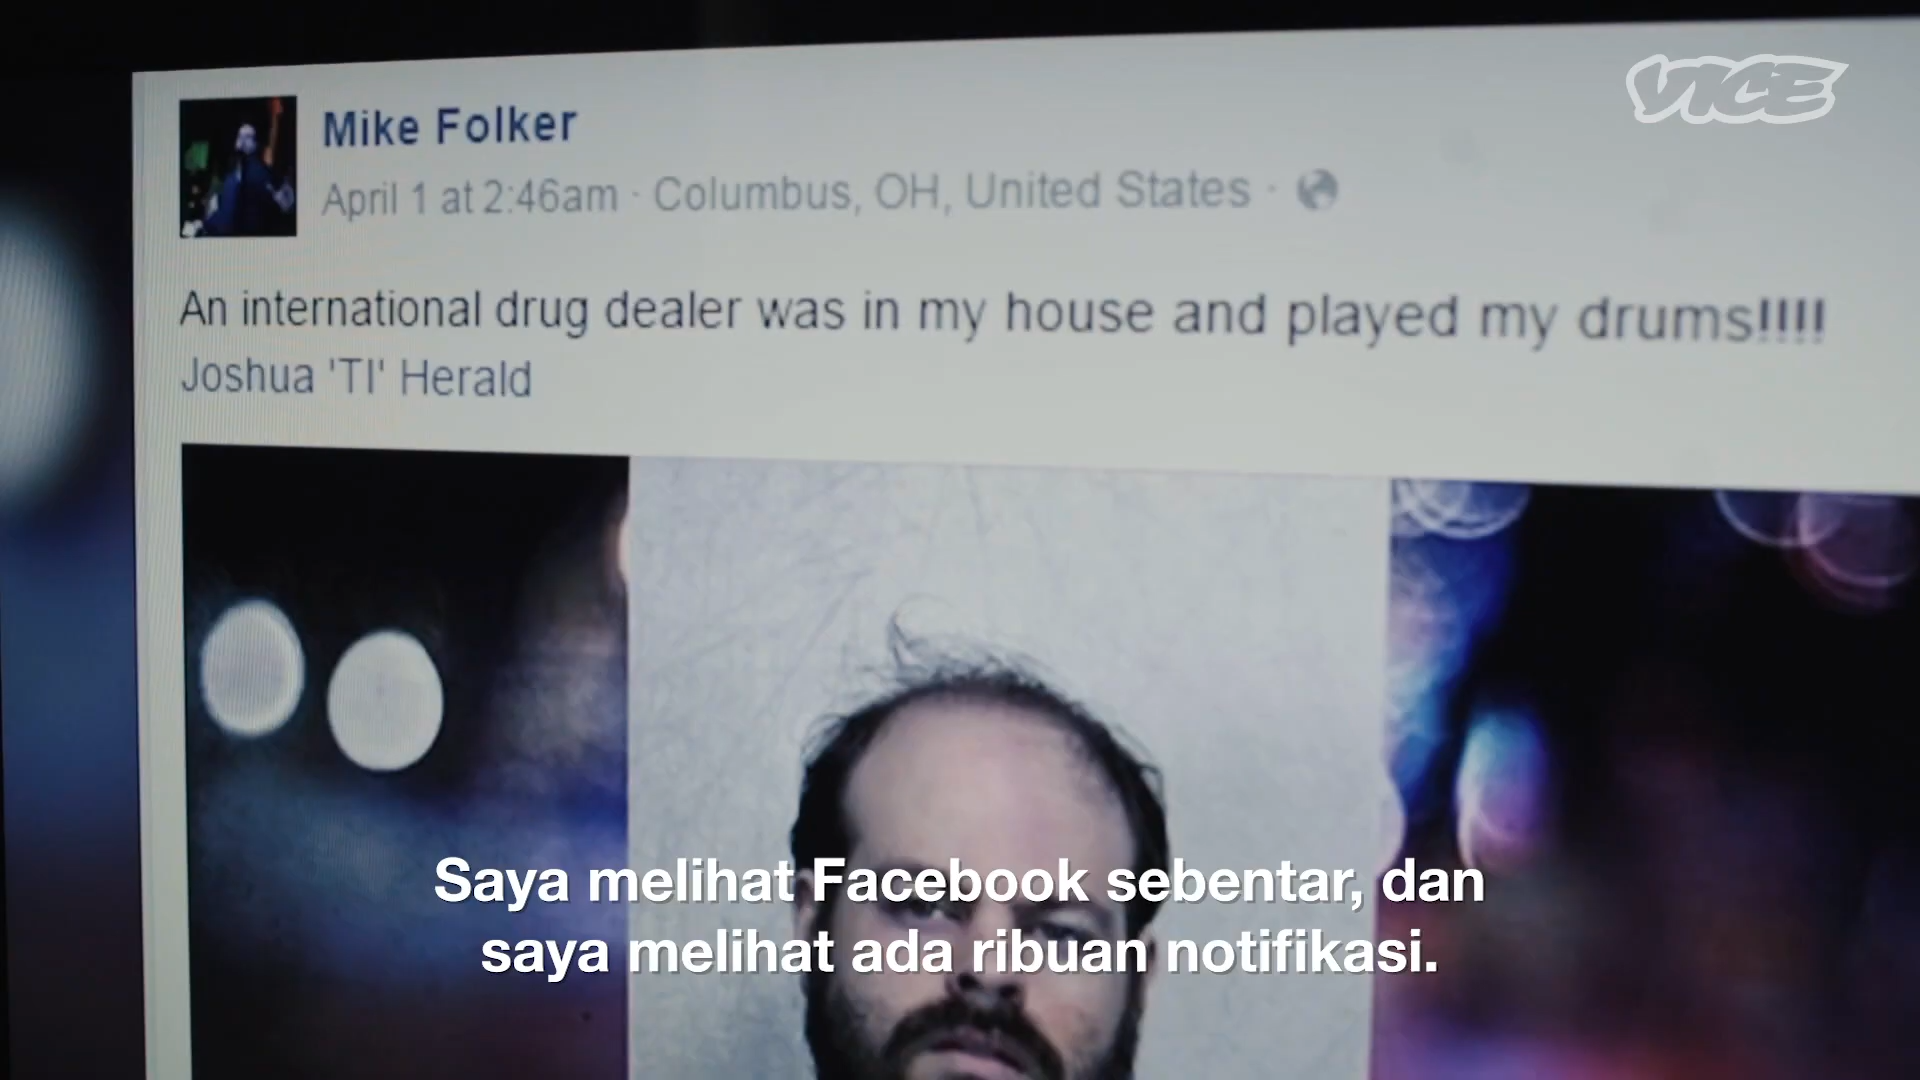 VICE
Mike Folker
April 1 at 2:46am · Columbus, OH, United States ·
An international drug dealer was in my house and played my drums!!!!
Joshua 'TI' Herald
Saya melihat Facebook sebentar, dan
saya melihat ada ribuan notifikasi.